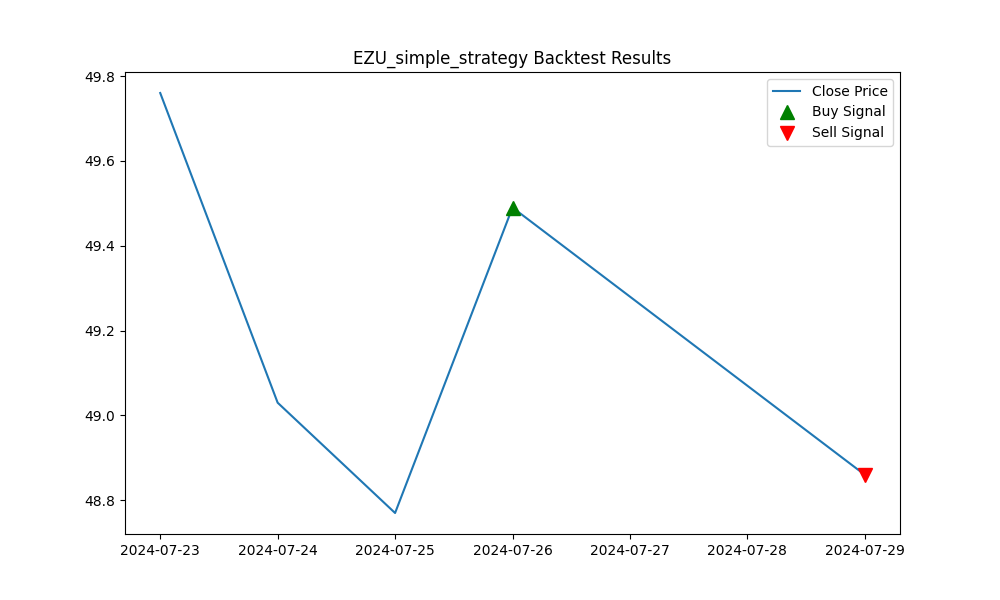 EZU_simple_strategy Backtest Results
Close Price
Buy Signal
Sell Signal
49.8
49.6
49.4
49.2
49.0
48.8
2024-07-23 2024-07-24 2024-07-25 2024-07-26 2024-07-27 2024-07-28 2024-07-29